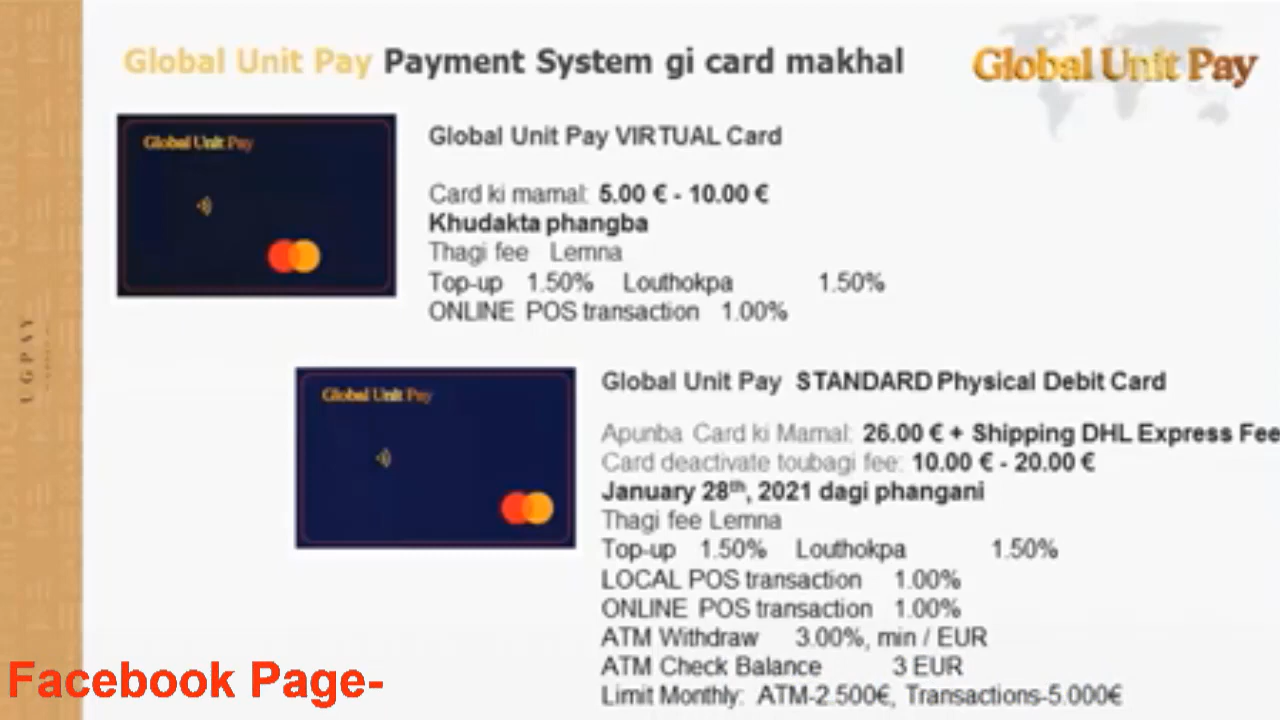 Global Unit Pay Payment System gi card makhal
Global Unit Pay
Global Unit Pay
Global Unit Pay VIRTUAL Card
Card ki mamal: 5.00 € - 10.00 €
Khudakta phangba
Thagi fee Lemna
Top-up 1.50% Louthokpa 1.50%
ONLINE POS transaction 1.00%
UGPAY
Global Unit Pay
Global Unit Pay STANDARD Physical Debit Card
Apunba Card ki Mamal: 26.00 € + Shipping DHL Express Fee
Card deactivate toubagi fee: 10.00 € - 20.00 €
January 28th, 2021 dagi phangani
Thagi fee Lemna
Top-up 1.50% Louthokpa 1.50%
LOCAL POS transaction 1.00%
ONLINE POS transaction 1.00%
ATM Withdraw 3.00%, min / EUR
ATM Check Balance 3 EUR
Limit Monthly: ATM-2.500€, Transactions-5.000€
Facebook Page-